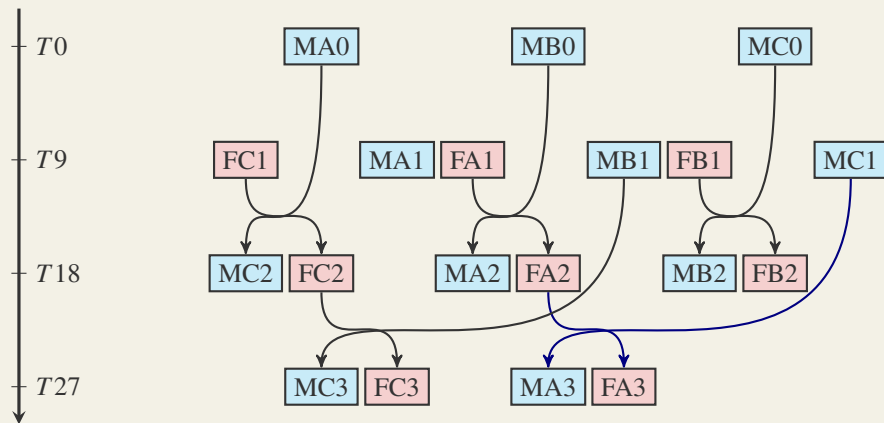 T0 MA0 MB0 MC0
T9 FC1 MA1 FA1 MB1 FB1 MC1
T18 MC2 FC2 MA2 FA2 MB2 FB2
T27 MC3 FC3 MA3 FA3